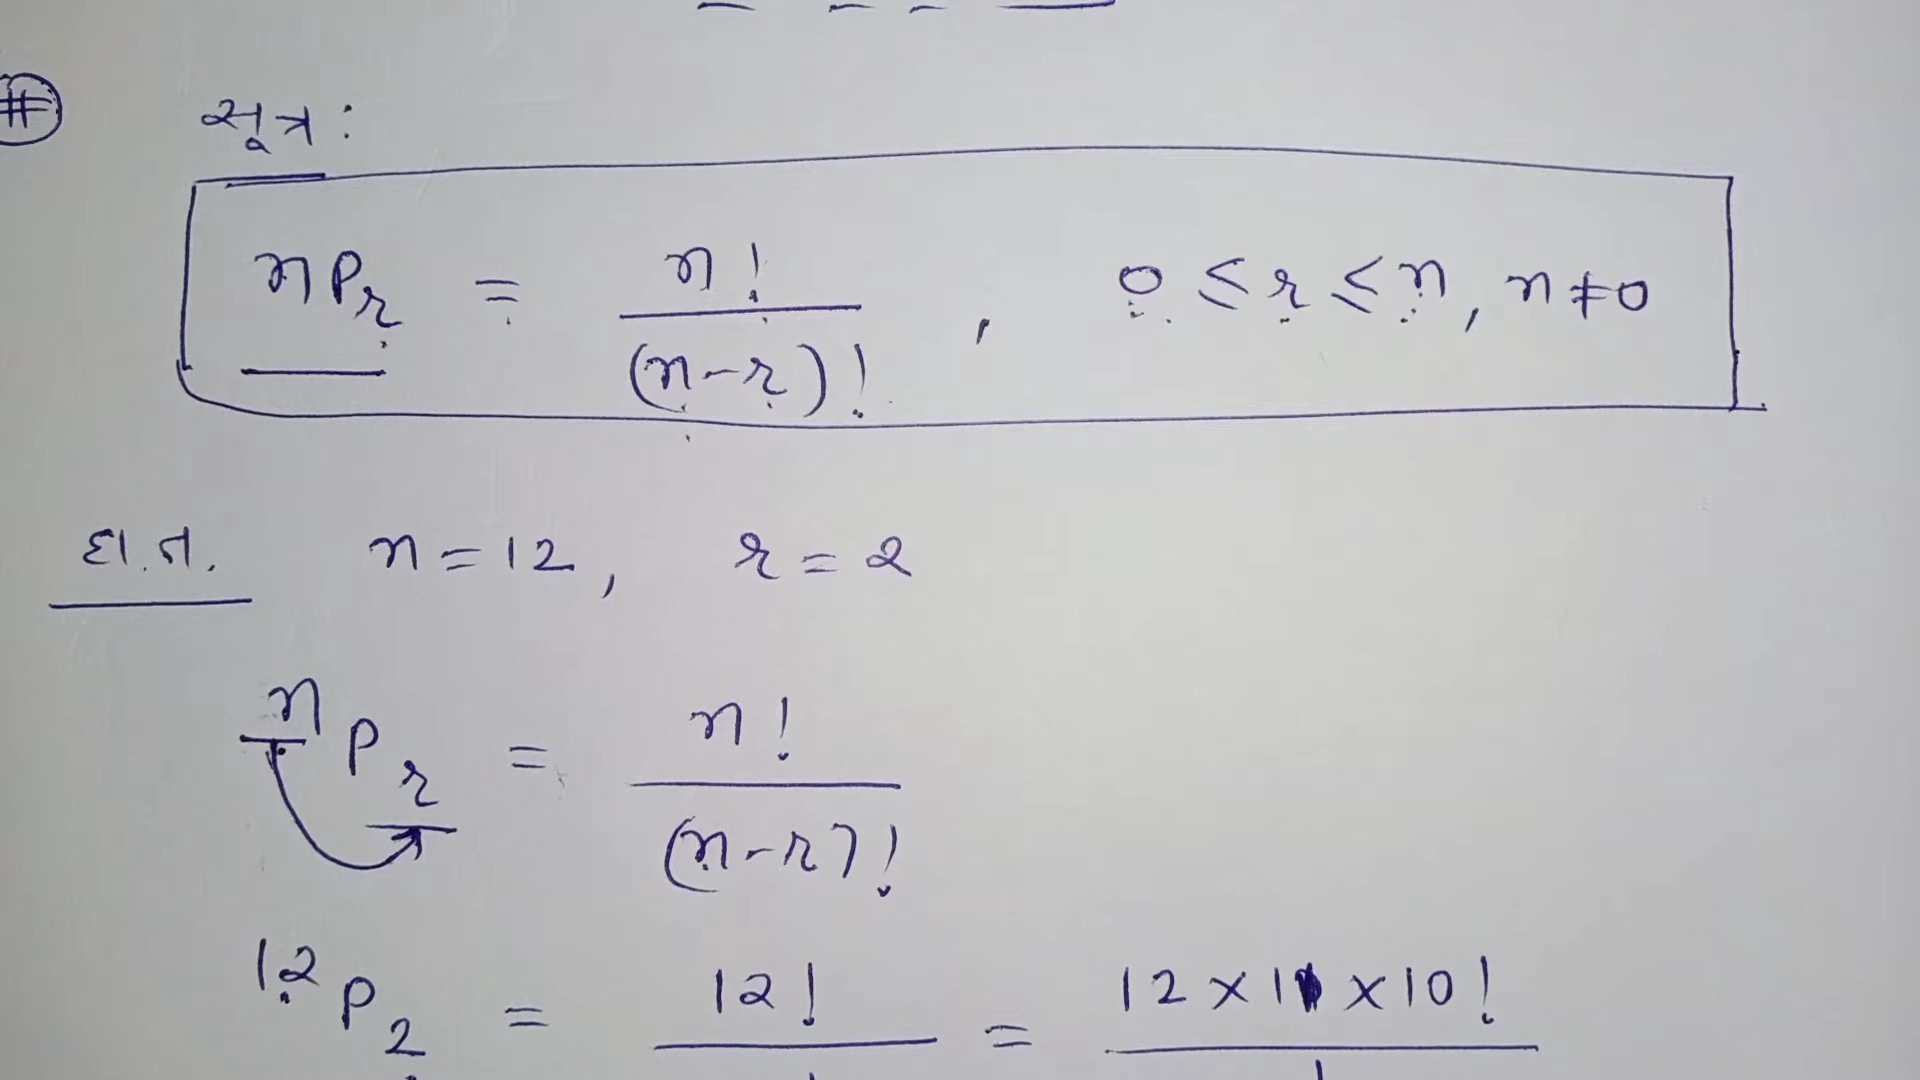 #
સૂત્ર :
nPr = n! / (n-r)! , 0 ≤ r ≤ n, n ≠ 0
દા.ત. n = 12, r = 2
nPr = n! / (n-r)!
12P2 = 12! = 12 × 11 × 10!